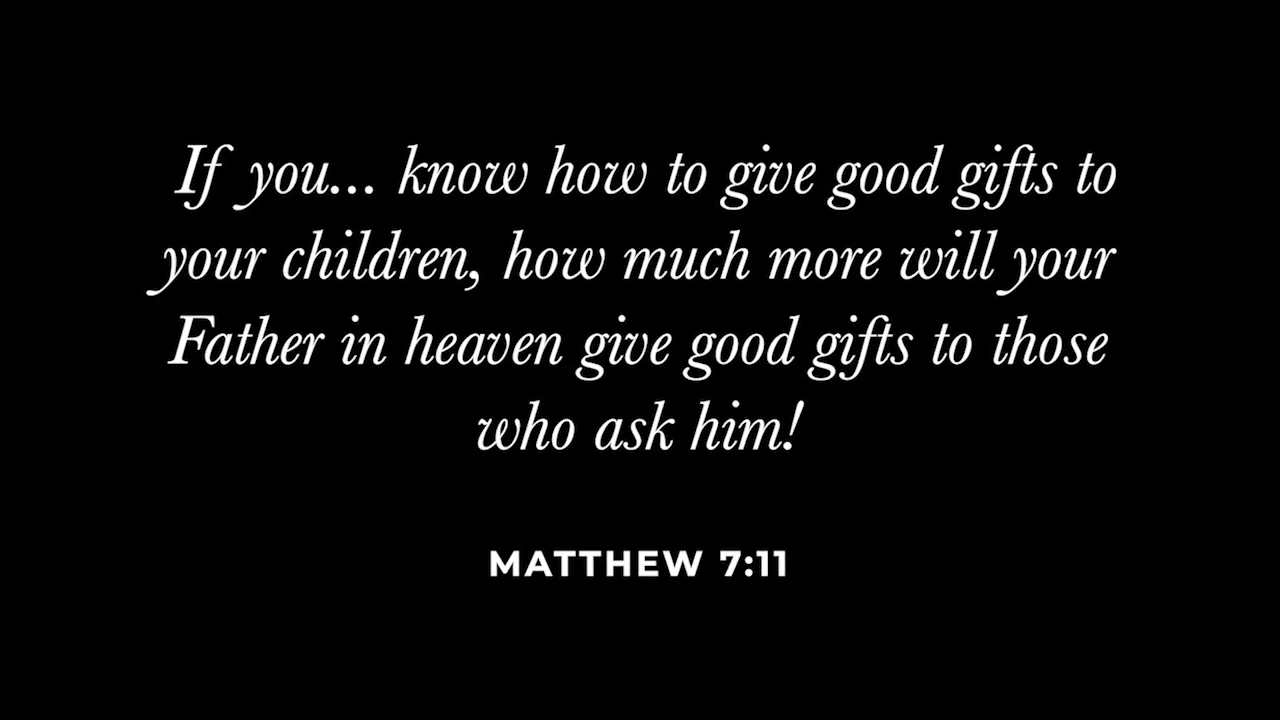 If you... know how to give good gifts to
your children, how much more will your
Father in heaven give good gifts to those
who ask him!
MATTHEW 7:11